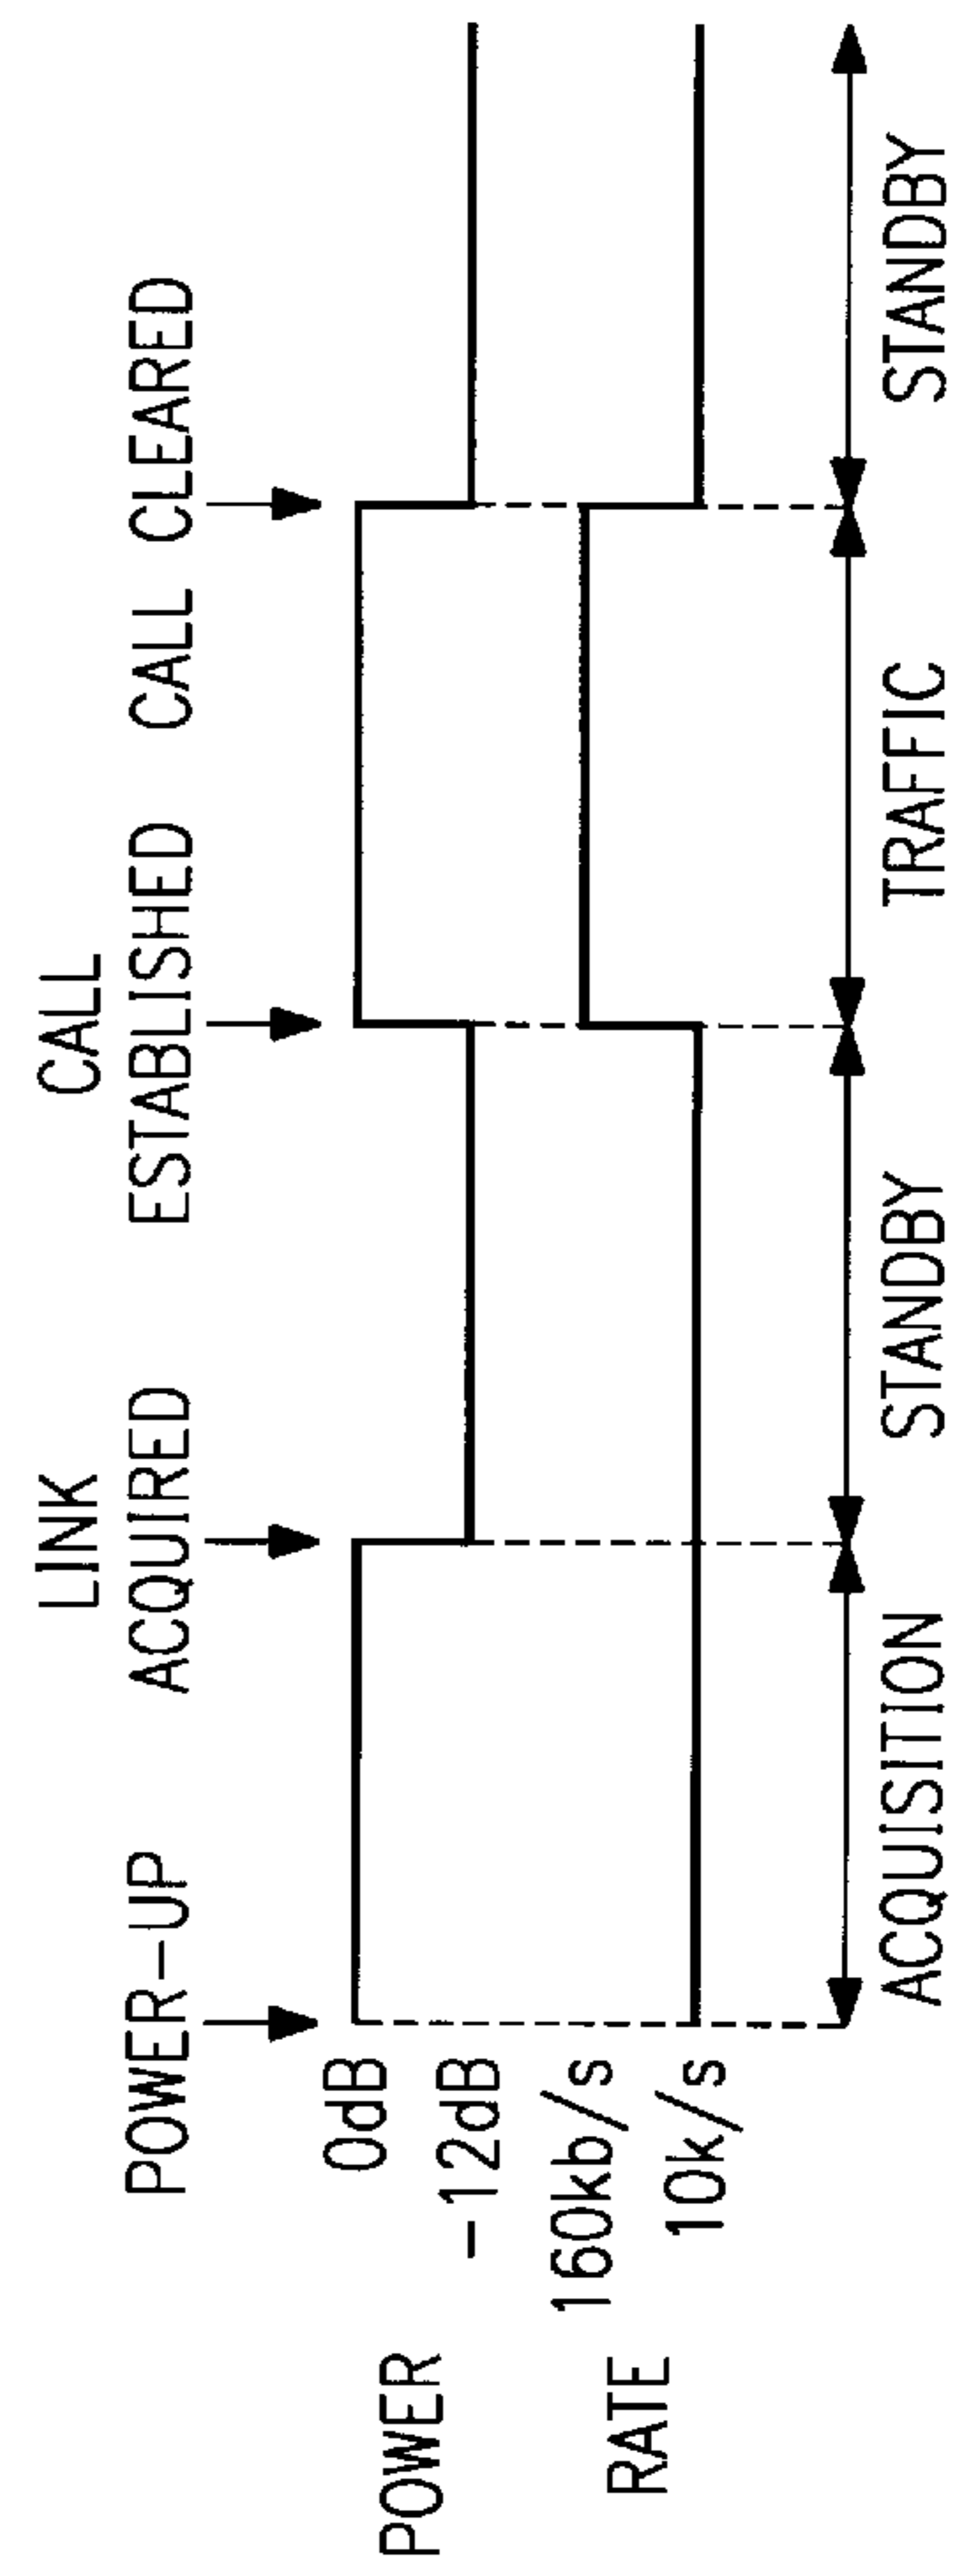 POWER-UP
LINK
ACQUIRED
CALL
ESTABLISHED
CALL CLEARED
POWER
0dB
-12dB
RATE
160kb/s
10k/s
ACQUISITION
STANDBY
TRAFFIC
STANDBY